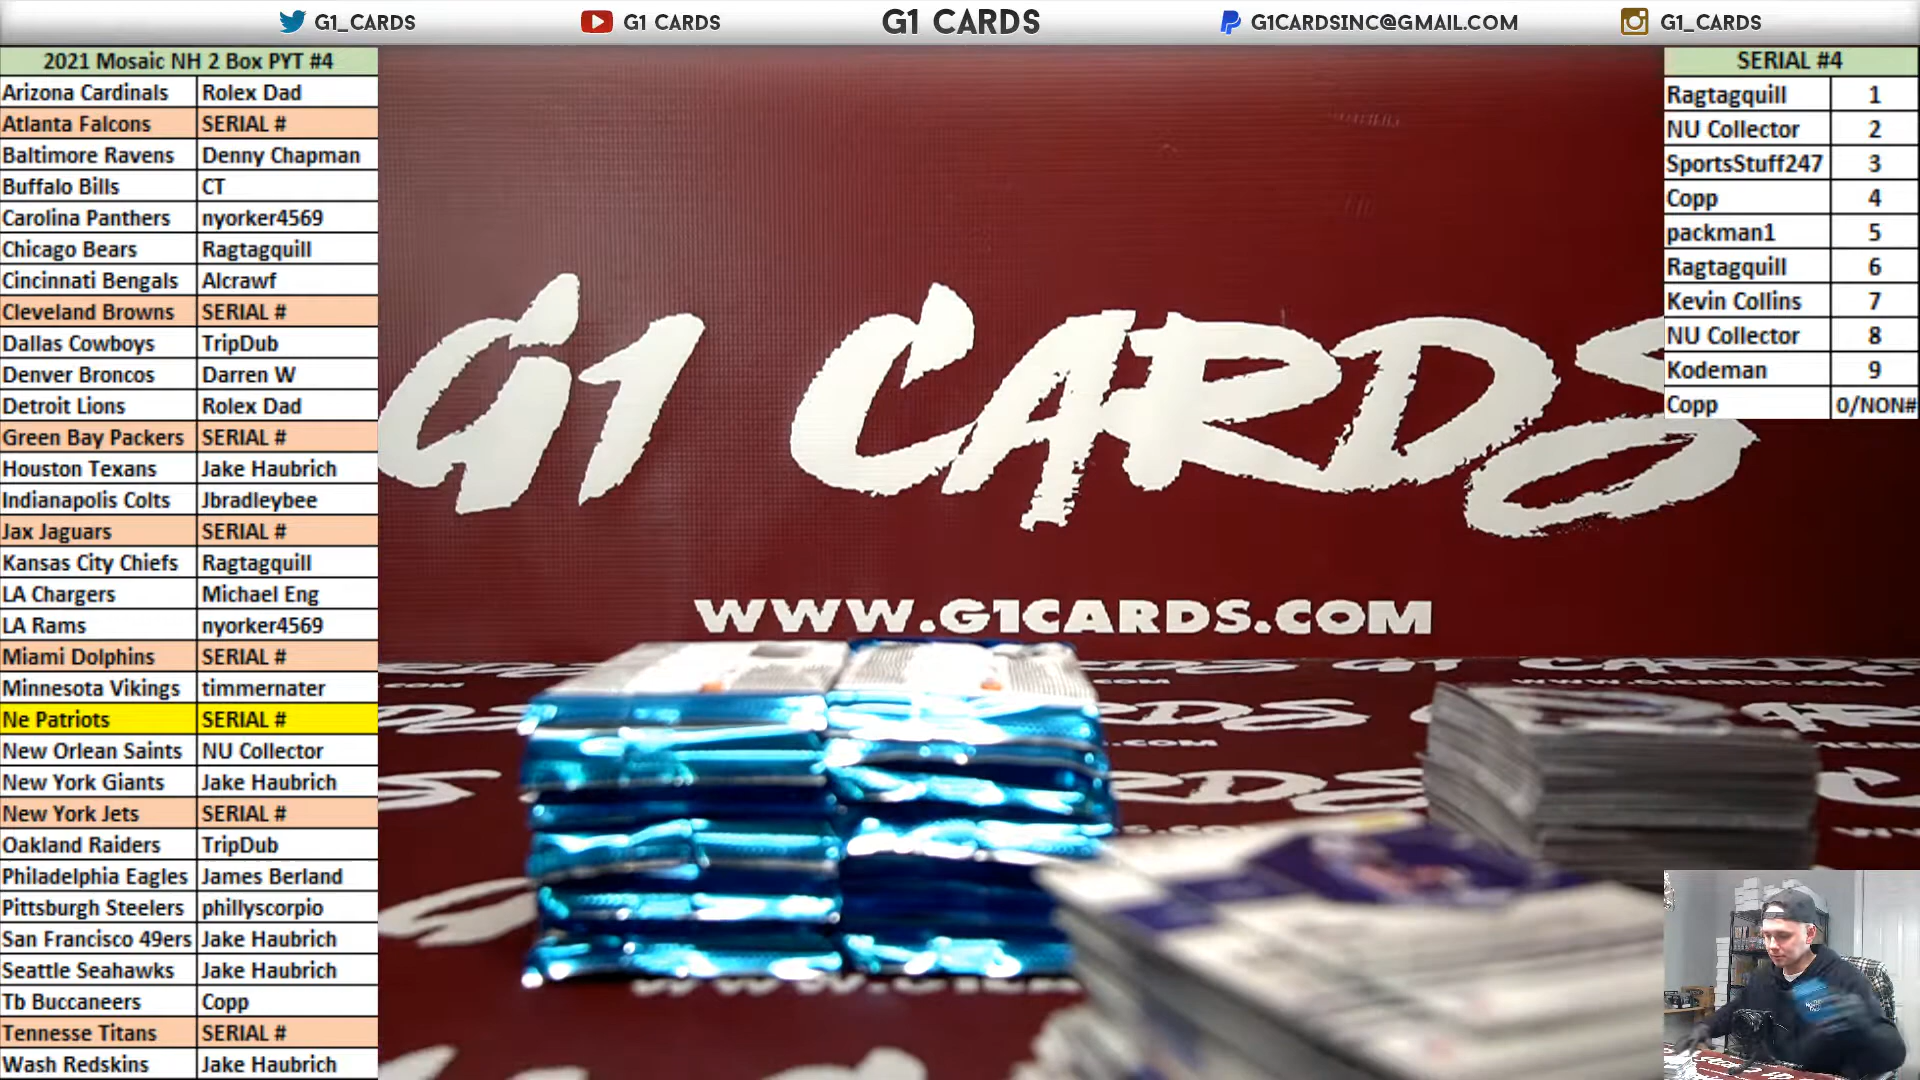 G1_CARDS G1 CARDS G1 CARDS G1CARDSINC@GMAIL.COM G1_CARDS
2021 Mosaic NH 2 Box PYT #4
Arizona Cardinals Rolex Dad
Atlanta Falcons SERIAL #
Baltimore Ravens Denny Chapman
Buffalo Bills CT
Carolina Panthers nyorker4569
Chicago Bears Ragtagquill
Cincinnati Bengals Alcrawf
Cleveland Browns SERIAL #
Dallas Cowboys TripDub
Denver Broncos Darren W
Detroit Lions Rolex Dad
Green Bay Packers SERIAL #
Houston Texans Jake Haubrich
Indianapolis Colts Jbradleybee
Jax Jaguars SERIAL #
Kansas City Chiefs Ragtagquill
LA Chargers Michael Eng
LA Rams nyorker4569
Miami Dolphins SERIAL #
Minnesota Vikings timmernater
Ne Patriots SERIAL #
New Orlean Saints NU Collector
New York Giants Jake Haubrich
New York Jets SERIAL #
Oakland Raiders TripDub
Philadelphia Eagles James Berland
Pittsburgh Steelers phillyscorpio
San Francisco 49ers Jake Haubrich
Seattle Seahawks Jake Haubrich
Tb Buccaneers Copp
Tennesse Titans SERIAL #
Wash Redskins Jake Haubrich
G1 CARDS
WWW.G1CARDS.COM
SERIAL #4
Ragtagquill 1
NU Collector 2
SportsStuff247 3
Copp 4
packman1 5
Ragtagquill 6
Kevin Collins 7
NU Collector 8
Kodeman 9
Copp 0/NON#